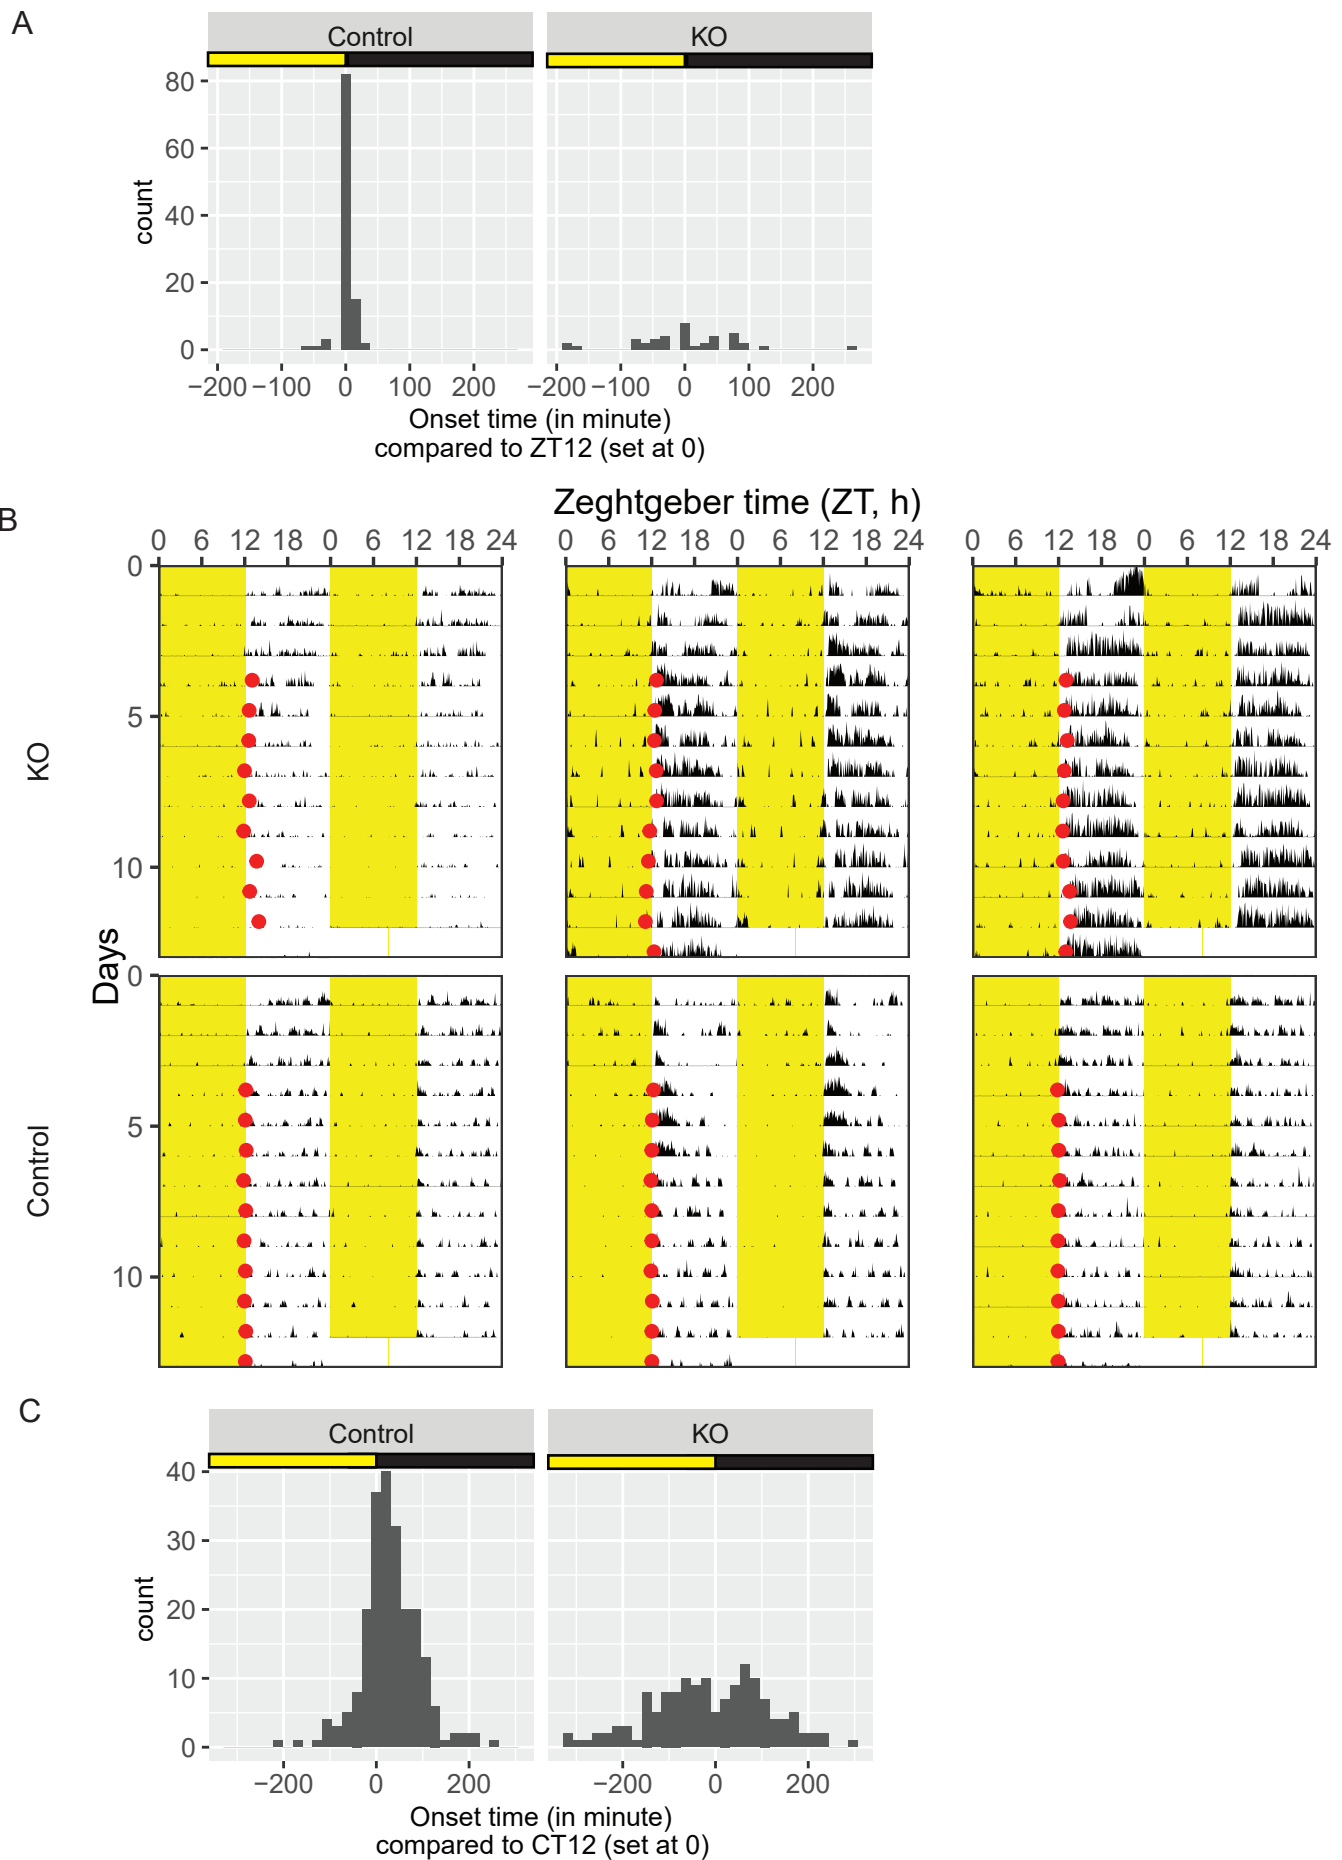 A
Control KO
80
60
40
20
0
count
−200 −100 0 100 200 −200 −100 0 100 200
Onset time (in minute)
compared to ZT12 (set at 0)
B
Zeghtgeber time (ZT, h)
0 6 12 18 0 6 12 18 24 0 6 12 18 0 6 12 18 24 0 6 12 18 0 6 12 18 24
0
5
10
KO
Days
0
5
10
Control
C
Control KO
40
30
20
10
0
count
−200 0 200 −200 0 200
Onset time (in minute)
compared to CT12 (set at 0)